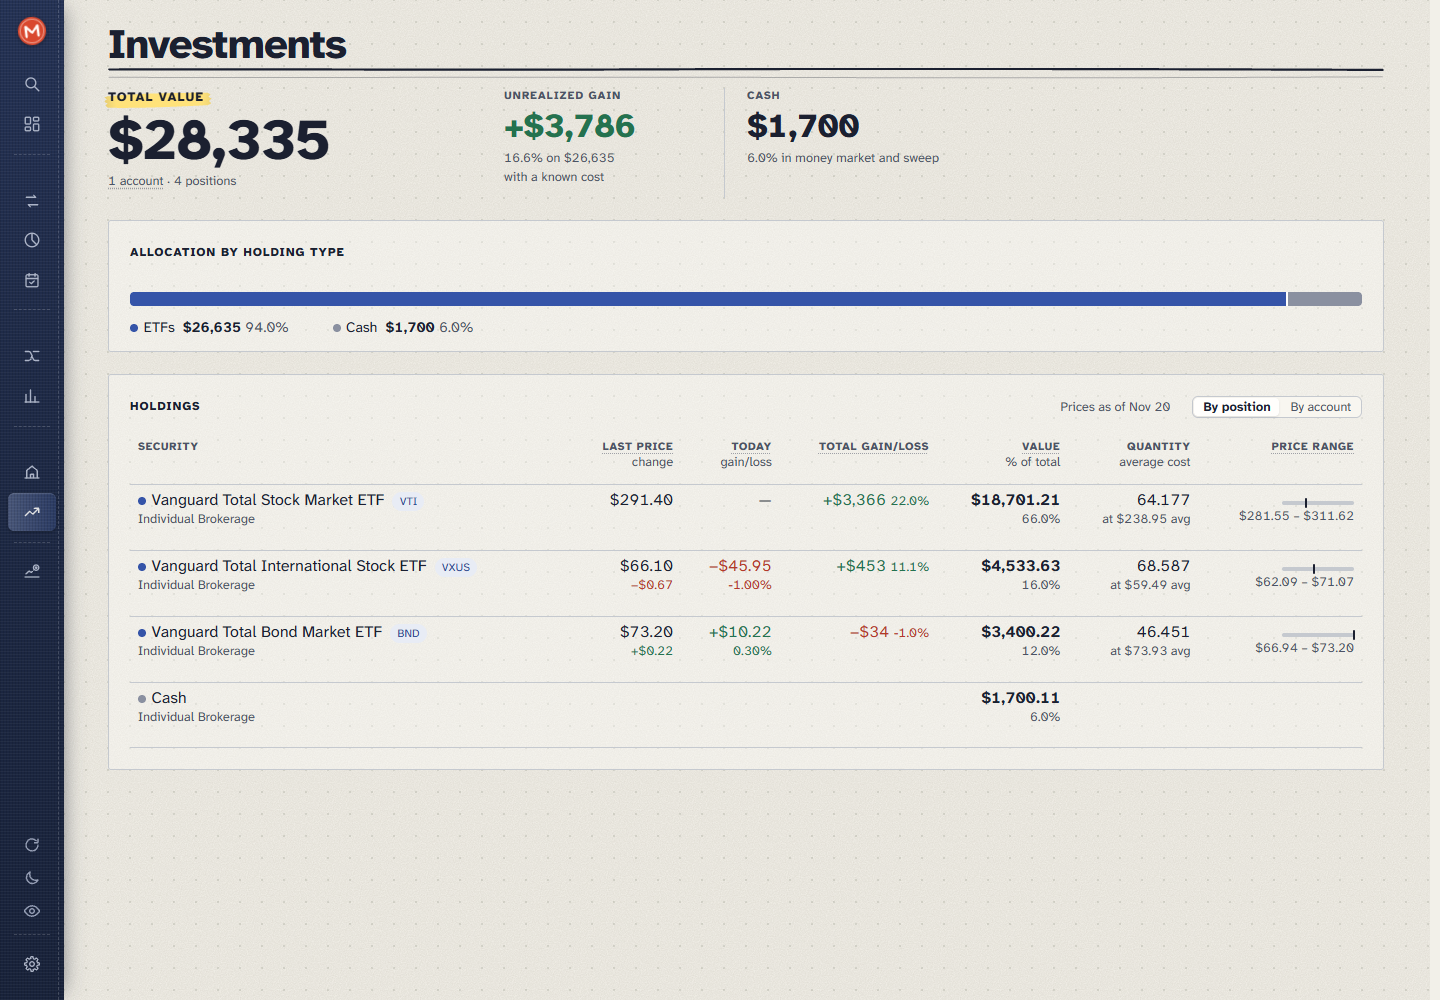 M
Investments
TOTAL VALUE
$28,335
1 account · 4 positions
UNREALIZED GAIN
+$3,786
16.6% on $26,635
with a known cost
CASH
$1,700
6.0% in money market and sweep
ALLOCATION BY HOLDING TYPE
ETFs $26,635 94.0% Cash $1,700 6.0%
HOLDINGS Prices as of Nov 20 By position By account
SECURITY LAST PRICE TODAY TOTAL GAIN/LOSS VALUE QUANTITY PRICE RANGE
change gain/loss % of total average cost
Vanguard Total Stock Market ETF VTI $291.40 — +$3,366 22.0% $18,701.21 64.177
Individual Brokerage 66.0% at $238.95 avg $281.55 – $311.62
Vanguard Total International Stock ETF VXUS $66.10 −$45.95 +$453 11.1% $4,533.63 68.587
Individual Brokerage −$0.67 -1.00% 16.0% at $59.49 avg $62.09 – $71.07
Vanguard Total Bond Market ETF BND $73.20 +$10.22 −$34 -1.0% $3,400.22 46.451
Individual Brokerage +$0.22 0.30% 12.0% at $73.93 avg $66.94 – $73.20
Cash $1,700.11
Individual Brokerage 6.0%